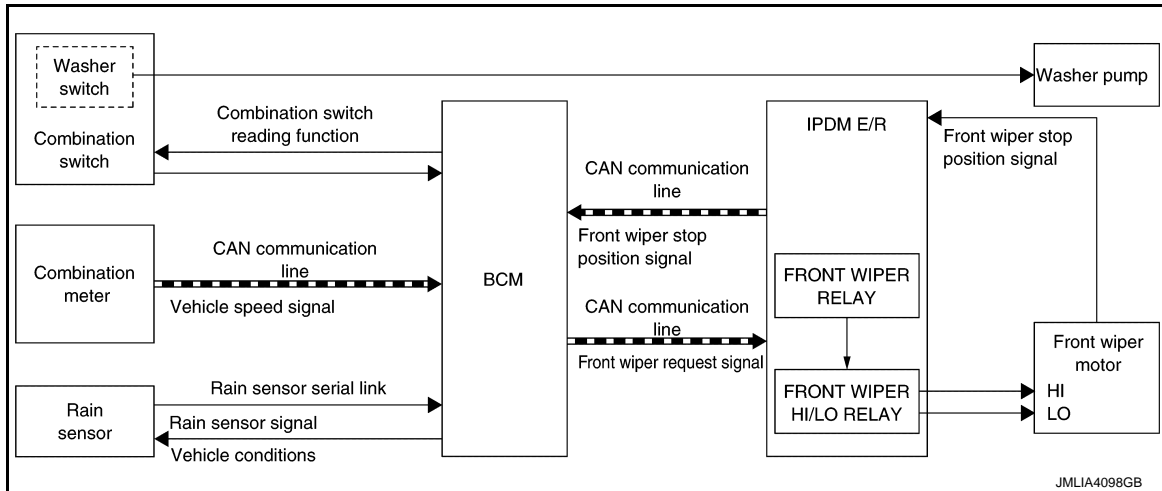 Washer
switch
Combination
switch
Combination switch
reading function
Washer pump
IPDM E/R
Front wiper stop
position signal
CAN communication
line
Front wiper stop
position signal
Combination
meter
CAN communication
line
Vehicle speed signal
BCM
FRONT WIPER
RELAY
CAN communication
line
Front wiper request signal
Front wiper
motor
HI
LO
FRONT WIPER
HI/LO RELAY
Rain
sensor
Rain sensor serial link
Rain sensor signal
Vehicle conditions
JMLIA4098GB